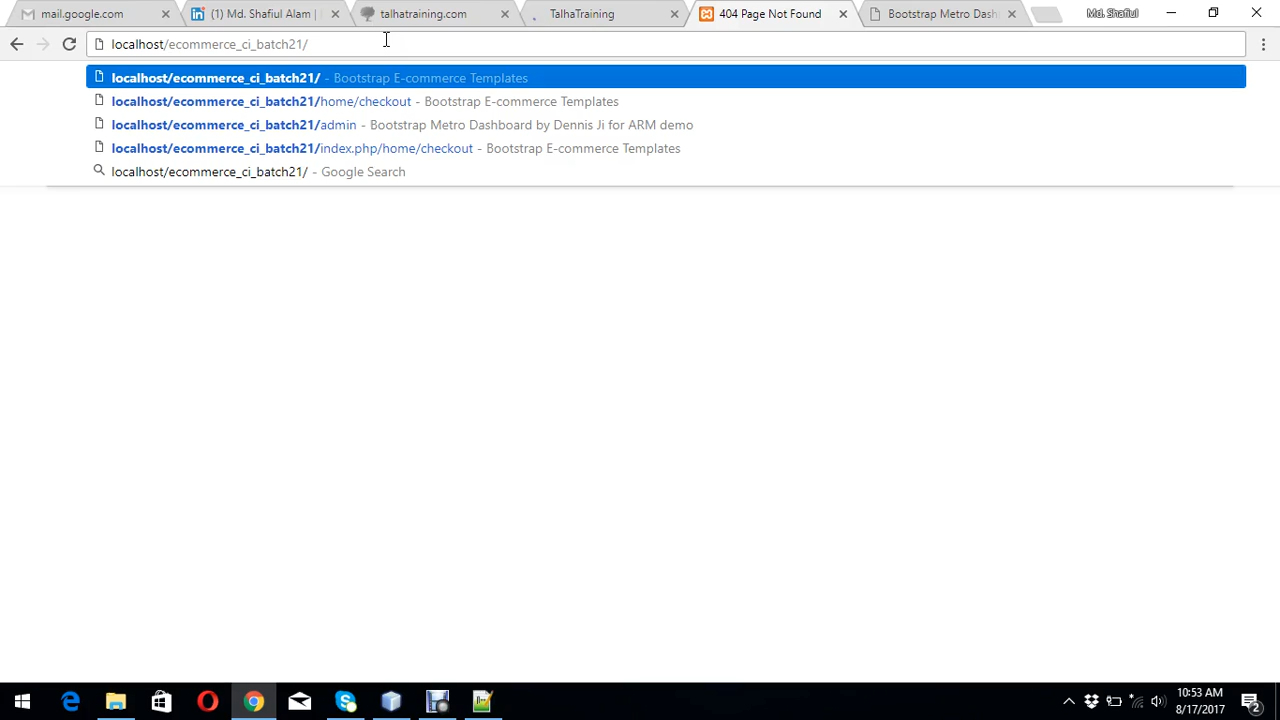 mail.google.com
(1) Md. Shafiul Alam |
talhatraining.com
TalhaTraining
404 Page Not Found
Bootstrap Metro Dash
Md. Shafiul
localhost/ecommerce_ci_batch21/
localhost/ecommerce_ci_batch21/ - Bootstrap E-commerce Templates
localhost/ecommerce_ci_batch21/home/checkout - Bootstrap E-commerce Templates
localhost/ecommerce_ci_batch21/admin - Bootstrap Metro Dashboard by Dennis Ji for ARM demo
localhost/ecommerce_ci_batch21/index.php/home/checkout - Bootstrap E-commerce Templates
localhost/ecommerce_ci_batch21/ - Google Search
10:53 AM
8/17/2017
2